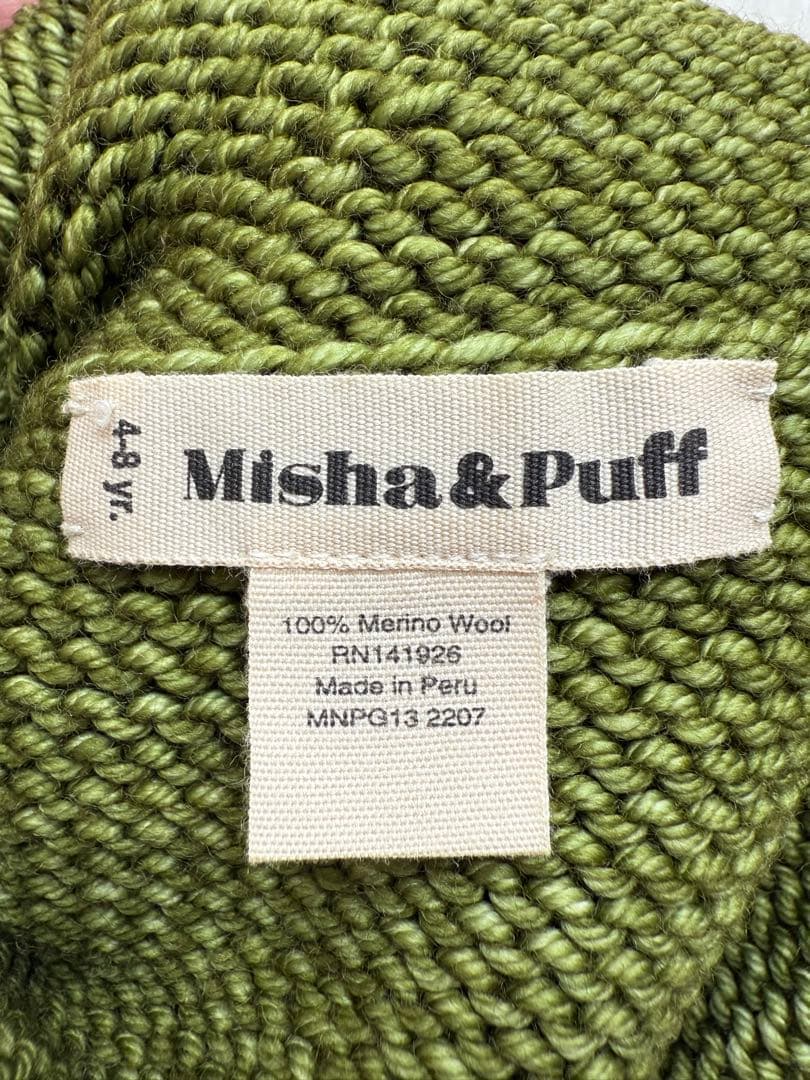 4-8 yr.
Misha&Puff
100% Merino Wool
RN141926
Made in Peru
MNPG13 2207